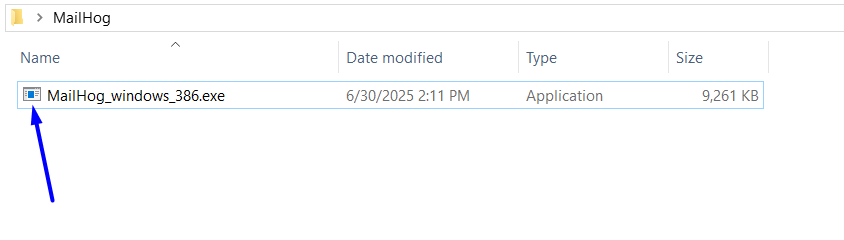 MailHog
Name Date modified Type Size
MailHog_windows_386.exe 6/30/2025 2:11 PM Application 9,261 KB